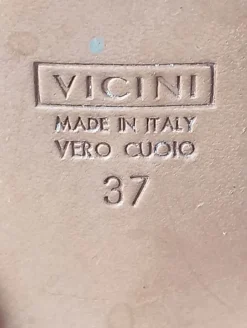 VICINI
MADE IN ITALY
VERO CUOIO
37